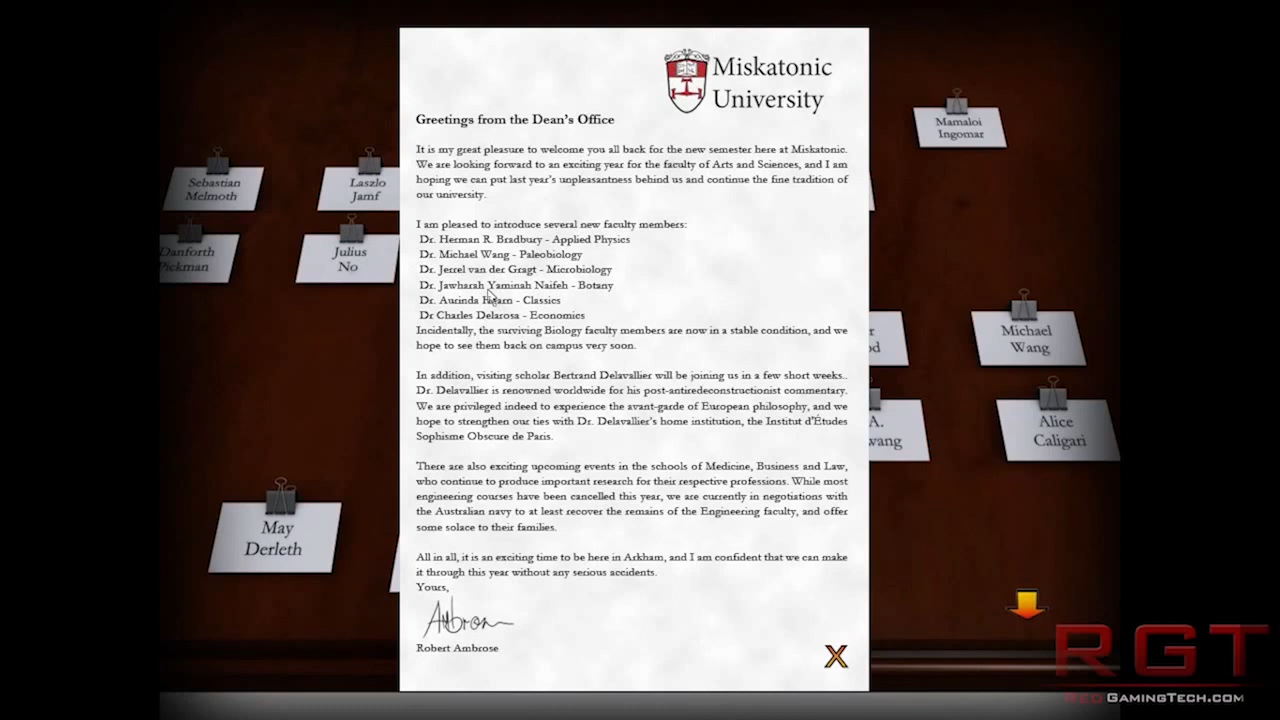 Miskatonic
University
Greetings from the Dean's Office
It is my great pleasure to welcome you all back for the new semester here at Miskatonic.
We are looking forward to an exciting year for the faculty of Arts and Sciences, and I am
hoping we can put last year's unpleasantness behind us and continue the fine tradition of
our university.
I am pleased to introduce several new faculty members:
Dr. Herman R. Bradbury - Applied Physics
Dr. Michael Wang - Paleobiology
Dr. Jerrel van der Gragt - Microbiology
Dr. Jawharah Yaminah Naifeh - Botany
Dr. Aurinda - Classics
Dr Charles Delarosa - Economics
Incidentally, the surviving Biology faculty members are now in a stable condition, and we
hope to see them back on campus very soon.
In addition, visiting scholar Bertrand Delavallier will be joining us in a few short weeks..
Dr. Delavallier is renowned worldwide for his post-antiredeconstructionist commentary.
We are privileged indeed to experience the avant-garde of European philosophy, and we
hope to strengthen our ties with Dr. Delavallier's home institution, the Institut d'Études
Sophisme Obscure de Paris.
There are also exciting upcoming events in the schools of Medicine, Business and Law,
who continue to produce important research for their respective professions. While most
engineering courses have been cancelled this year, we are currently in negotiations with
the Australian navy to at least recover the remains of the Engineering faculty, and offer
some solace to their families.
All in all, it is an exciting time to be here in Arkham, and I am confident that we can make
it through this year without any serious accidents.
Yours,
Ambrose
Robert Ambrose
X
Sebastian
Melmoth
Laszlo
Jamf
Danforth
Pickman
Julius
No
May
Derleth
Mamaloi
Ingomar
r
od
Michael
Wang
A.
wang
Alice
Caligari
RGT
REDGAMINGTECH.COM